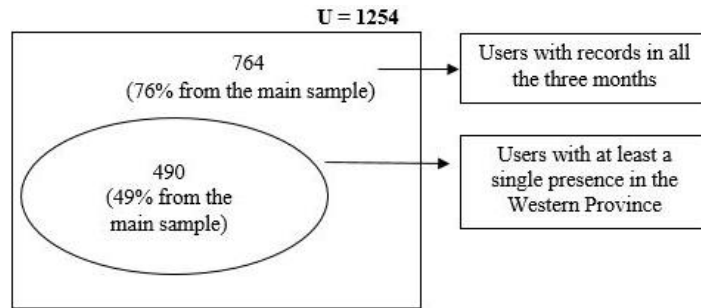 U = 1254
764
(76% from the main sample)
Users with records in all
the three months
490
(49% from the
main sample)
Users with at least a
single presence in the
Western Province